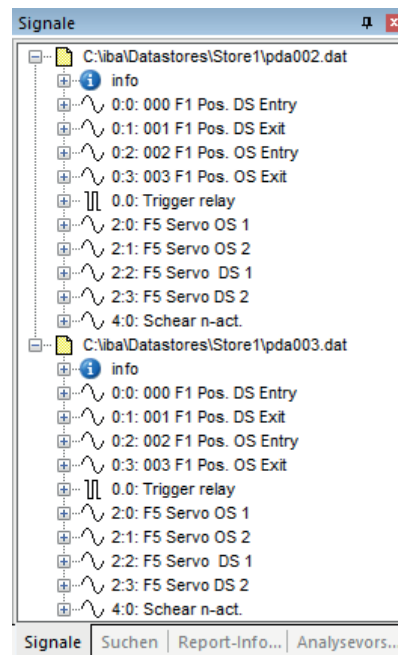 Signale
C:\iba\Datastores\Store1\pda002.dat
info
0:0: 000 F1 Pos. DS Entry
0:1: 001 F1 Pos. DS Exit
0:2: 002 F1 Pos. OS Entry
0:3: 003 F1 Pos. OS Exit
0.0: Trigger relay
2:0: F5 Servo OS 1
2:1: F5 Servo OS 2
2:2: F5 Servo  DS 1
2:3: F5 Servo DS 2
4:0: Schear n-act.
C:\iba\Datastores\Store1\pda003.dat
info
0:0: 000 F1 Pos. DS Entry
0:1: 001 F1 Pos. DS Exit
0:2: 002 F1 Pos. OS Entry
0:3: 003 F1 Pos. OS Exit
0.0: Trigger relay
2:0: F5 Servo OS 1
2:1: F5 Servo OS 2
2:2: F5 Servo  DS 1
2:3: F5 Servo DS 2
4:0: Schear n-act.
Signale Suchen Report-Info... Analysevors...